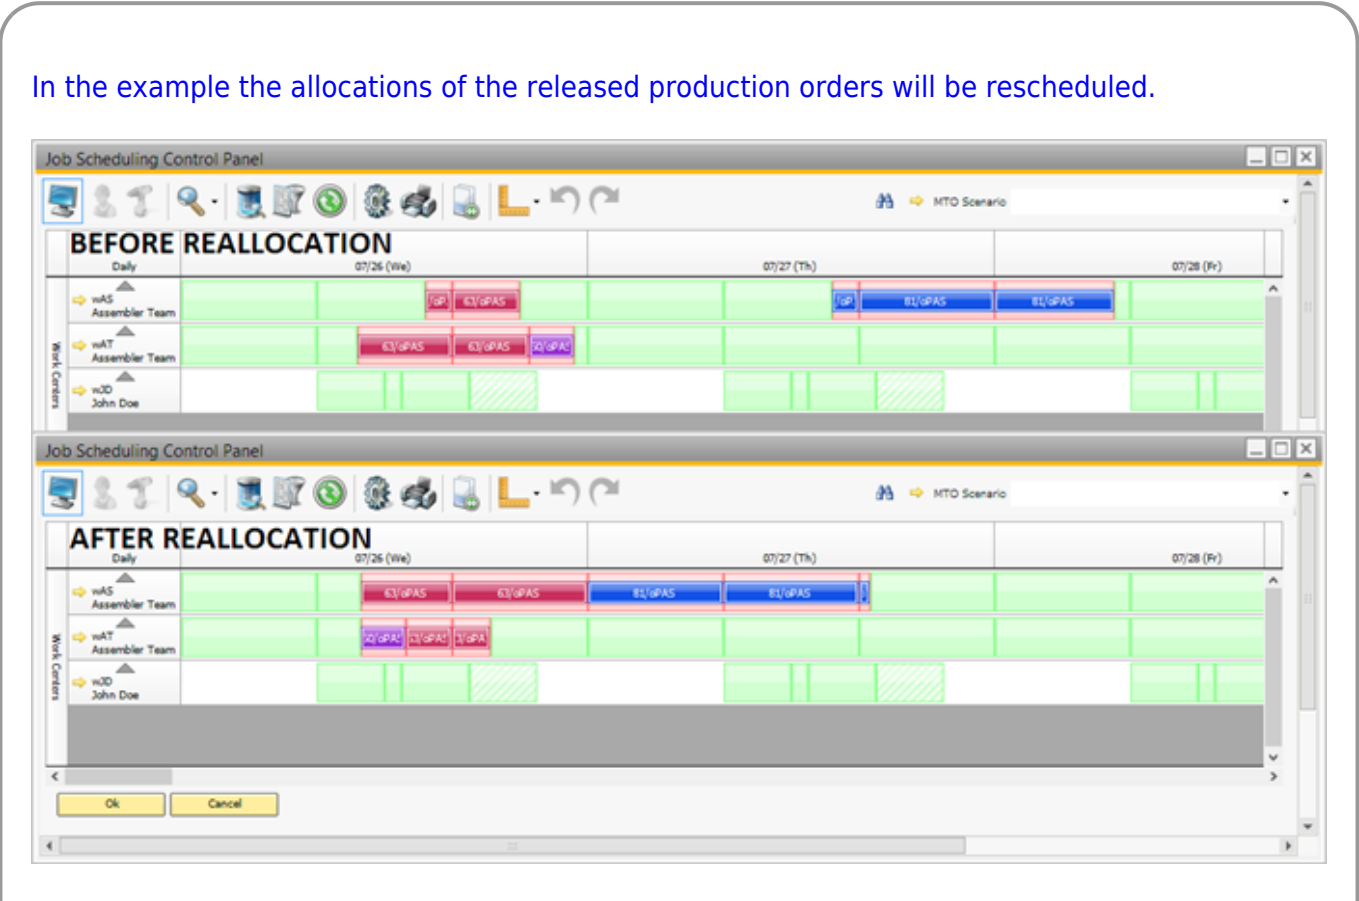 In the example the allocations of the released production orders will be rescheduled.
Job Scheduling Control Panel
MTO Scenario
BEFORE REALLOCATION
Daily
07/26 (We)
07/27 (Th)
07/28 (Fr)
Work Centers
wAS
Assembler Team
63/oPAS
81/oPAS
81/oPAS
wAT
Assembler Team
63/oPAS
63/oPAS
wJD
John Doe
Job Scheduling Control Panel
MTO Scenario
AFTER REALLOCATION
Daily
07/26 (We)
07/27 (Th)
07/28 (Fr)
Work Centers
wAS
Assembler Team
63/oPAS
63/oPAS
81/oPAS
81/oPAS
wAT
Assembler Team
wJD
John Doe
Ok
Cancel